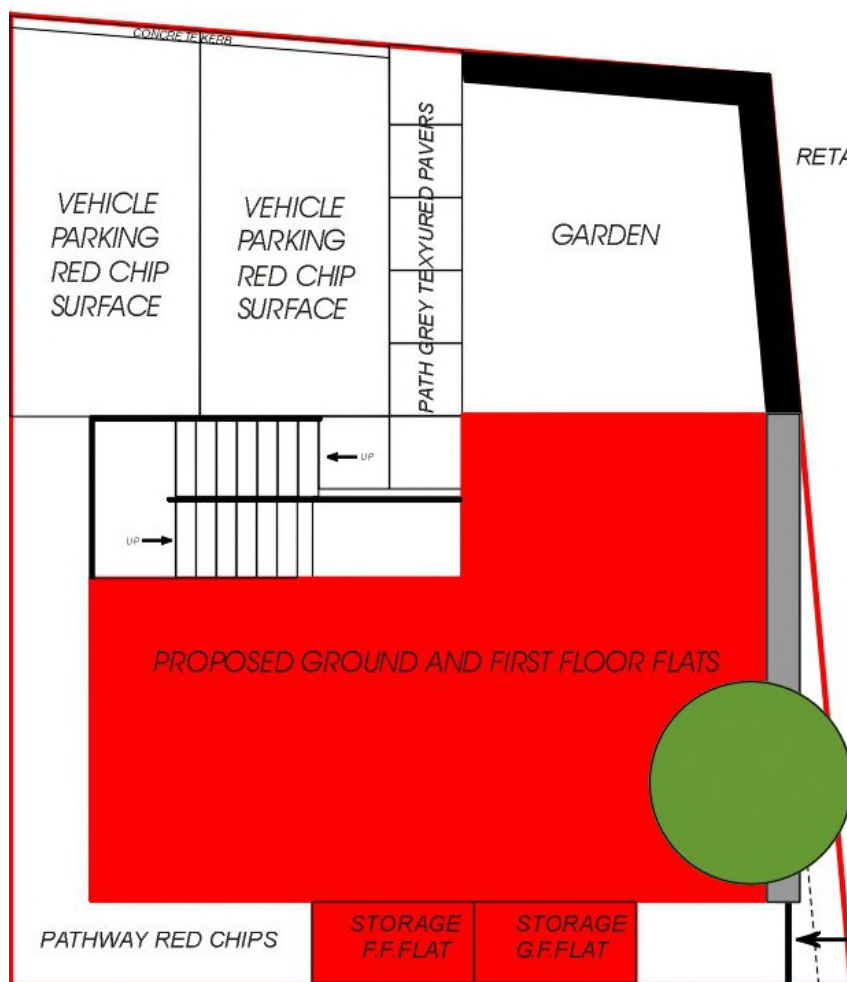 CONCRETE KERB
VEHICLE
PARKING
RED CHIP
SURFACE
VEHICLE
PARKING
RED CHIP
SURFACE
PATH GREY TEXYURED PAVERS
GARDEN
RETA
UP
UP
PROPOSED GROUND AND FIRST FLOOR FLATS
PATHWAY RED CHIPS
STORAGE
F.F.FLAT
STORAGE
G.F.FLAT